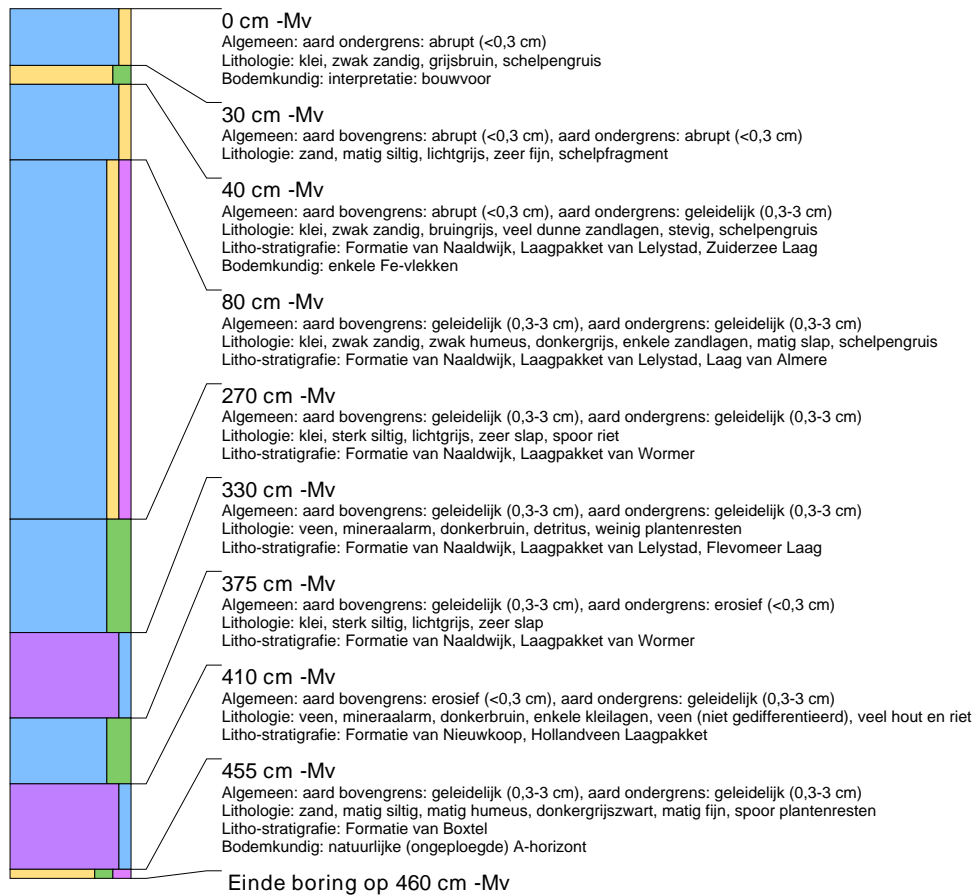 0 cm -Mv
Algemeen: aard ondergrens: abrupt (<0,3 cm)
Lithologie: klei, zwak zandig, grijsbruin, schelpengruis
Bodemkundig: interpretatie: bouwvoor
30 cm -Mv
Algemeen: aard bovengrens: abrupt (<0,3 cm), aard ondergrens: abrupt (<0,3 cm)
Lithologie: zand, matig siltig, lichtgrijs, zeer fijn, schelpfragment
40 cm -Mv
Algemeen: aard bovengrens: abrupt (<0,3 cm), aard ondergrens: geleidelijk (0,3-3 cm)
Lithologie: klei, zwak zandig, bruingrijs, veel dunne zandlagen, stevig, schelpengruis
Litho-stratigrafie: Formatie van Naaldwijk, Laagpakket van Lelystad, Zuiderzee Laag
Bodemkundig: enkele Fe-vlekken
80 cm -Mv
Algemeen: aard bovengrens: geleidelijk (0,3-3 cm), aard ondergrens: geleidelijk (0,3-3 cm)
Lithologie: klei, zwak zandig, zwak humeus, donkergrijs, enkele zandlagen, matig slap, schelpengruis
Litho-stratigrafie: Formatie van Naaldwijk, Laagpakket van Lelystad, Laag van Almere
270 cm -Mv
Algemeen: aard bovengrens: geleidelijk (0,3-3 cm), aard ondergrens: geleidelijk (0,3-3 cm)
Lithologie: klei, sterk siltig, lichtgrijs, zeer slap, spoor riet
Litho-stratigrafie: Formatie van Naaldwijk, Laagpakket van Wormer
330 cm -Mv
Algemeen: aard bovengrens: geleidelijk (0,3-3 cm), aard ondergrens: geleidelijk (0,3-3 cm)
Lithologie: veen, mineraalarm, donkerbruin, detritus, weinig plantenresten
Litho-stratigrafie: Formatie van Naaldwijk, Laagpakket van Lelystad, Flevomeer Laag
375 cm -Mv
Algemeen: aard bovengrens: geleidelijk (0,3-3 cm), aard ondergrens: erosief (<0,3 cm)
Lithologie: klei, sterk siltig, lichtgrijs, zeer slap
Litho-stratigrafie: Formatie van Naaldwijk, Laagpakket van Wormer
410 cm -Mv
Algemeen: aard bovengrens: erosief (<0,3 cm), aard ondergrens: geleidelijk (0,3-3 cm)
Lithologie: veen, mineraalarm, donkerbruin, enkele kleilagen, veen (niet gedifferentieerd), veel hout en riet
Litho-stratigrafie: Formatie van Nieuwkoop, Hollandveen Laagpakket
455 cm -Mv
Algemeen: aard bovengrens: geleidelijk (0,3-3 cm), aard ondergrens: geleidelijk (0,3-3 cm)
Lithologie: zand, matig siltig, matig humeus, donkergrijszwart, matig fijn, spoor plantenresten
Litho-stratigrafie: Formatie van Boxtel
Bodemkundig: natuurlijke (ongeploegde) A-horizont
Einde boring op 460 cm -Mv